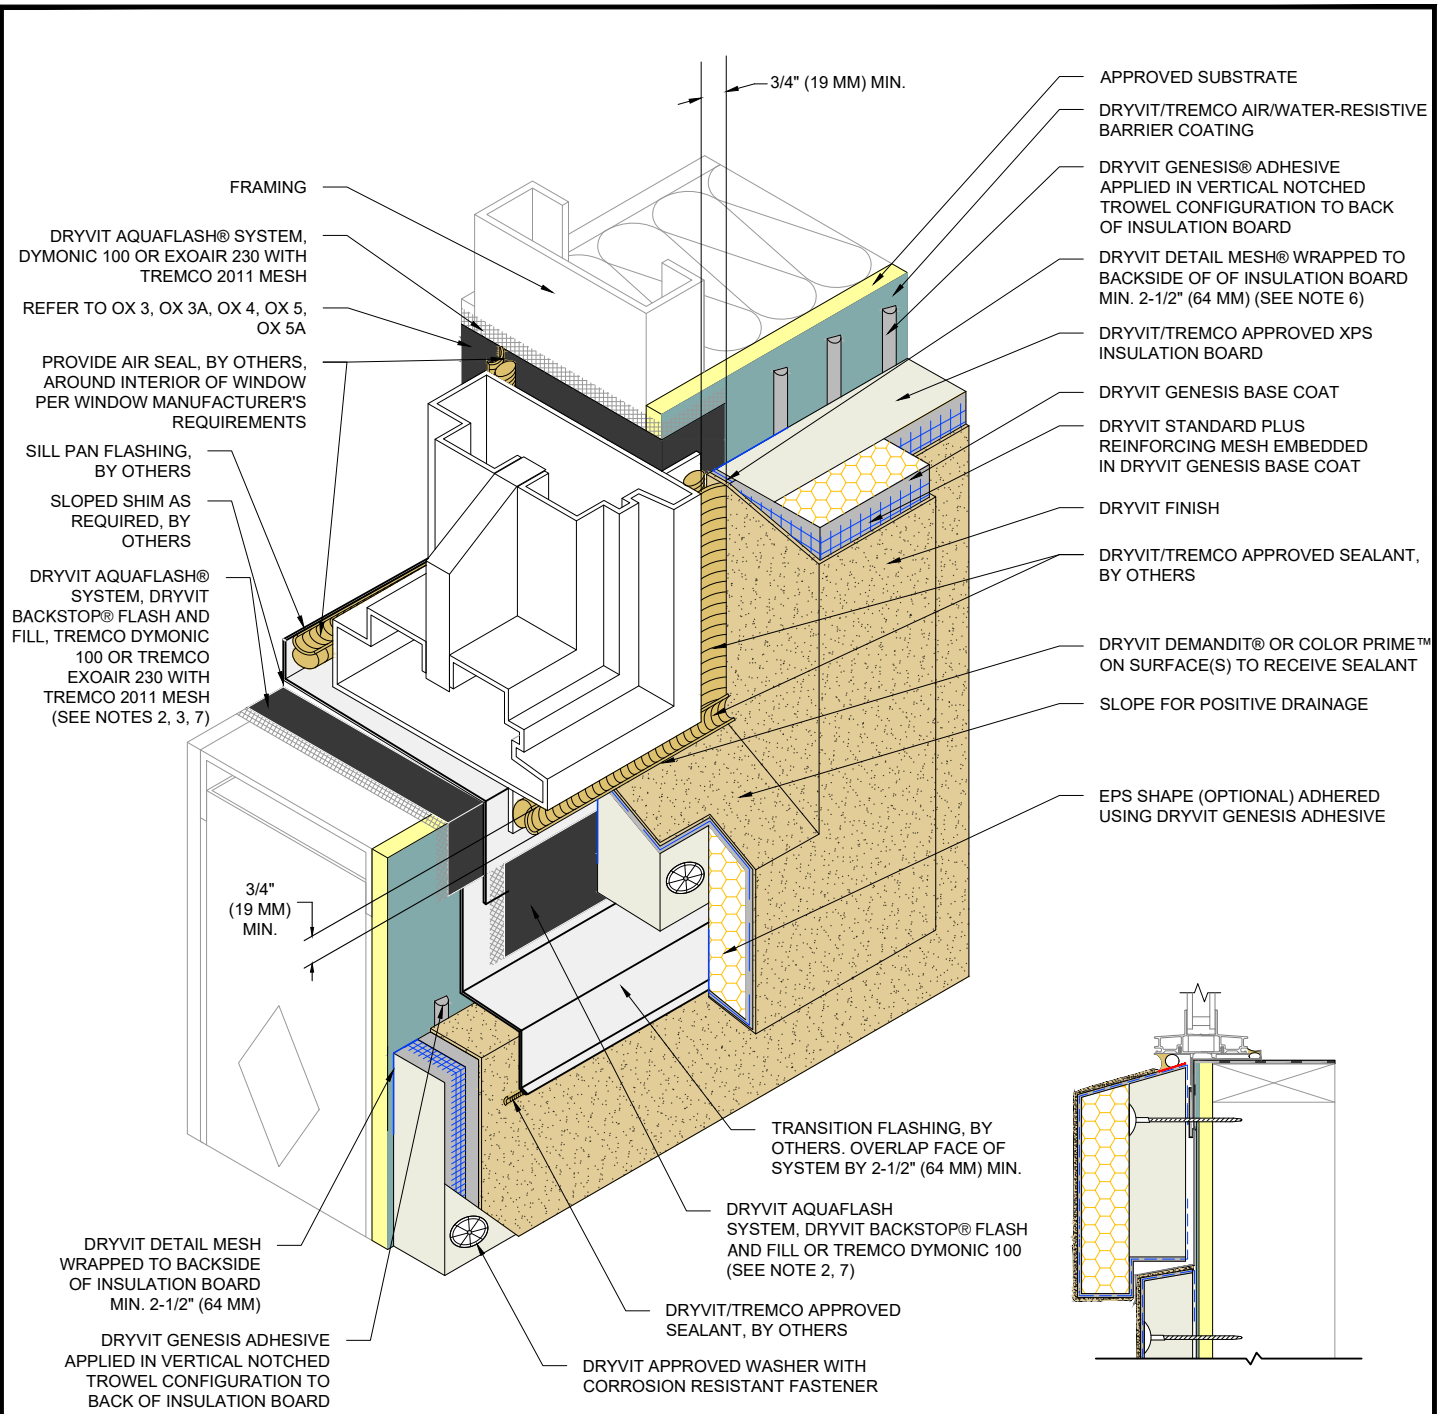 3/4" (19 MM) MIN.
FRAMING
DRYVIT AQUAFLASH® SYSTEM,
DYMONIC 100 OR EXOAIR 230 WITH
TREMCO 2011 MESH
REFER TO OX 3, OX 3A, OX 4, OX 5,
OX 5A
PROVIDE AIR SEAL, BY OTHERS,
AROUND INTERIOR OF WINDOW
PER WINDOW MANUFACTURER'S
REQUIREMENTS
SILL PAN FLASHING,
BY OTHERS
SLOPED SHIM AS
REQUIRED, BY
OTHERS
DRYVIT AQUAFLASH®
SYSTEM, DRYVIT
BACKSTOP® FLASH AND
FILL, TREMCO DYMONIC
100 OR TREMCO
EXOAIR 230 WITH
TREMCO 2011 MESH
(SEE NOTES 2, 3, 7)
3/4"
(19 MM)
MIN.
DRYVIT DETAIL MESH
WRAPPED TO BACKSIDE
OF INSULATION BOARD
MIN. 2-1/2" (64 MM)
DRYVIT GENESIS ADHESIVE
APPLIED IN VERTICAL NOTCHED
TROWEL CONFIGURATION TO
BACK OF INSULATION BOARD
APPROVED SUBSTRATE
DRYVIT/TREMCO AIR/WATER-RESISTIVE
BARRIER COATING
DRYVIT GENESIS® ADHESIVE
APPLIED IN VERTICAL NOTCHED
TROWEL CONFIGURATION TO BACK
OF INSULATION BOARD
DRYVIT DETAIL MESH® WRAPPED TO
BACKSIDE OF OF INSULATION BOARD
MIN. 2-1/2" (64 MM) (SEE NOTE 6)
DRYVIT/TREMCO APPROVED XPS
INSULATION BOARD
DRYVIT GENESIS BASE COAT
DRYVIT STANDARD PLUS
REINFORCING MESH EMBEDDED
IN DRYVIT GENESIS BASE COAT
DRYVIT FINISH
DRYVIT/TREMCO APPROVED SEALANT,
BY OTHERS
DRYVIT DEMANDIT® OR COLOR PRIME™
ON SURFACE(S) TO RECEIVE SEALANT
SLOPE FOR POSITIVE DRAINAGE
EPS SHAPE (OPTIONAL) ADHERED
USING DRYVIT GENESIS ADHESIVE
TRANSITION FLASHING, BY
OTHERS. OVERLAP FACE OF
SYSTEM BY 2-1/2" (64 MM) MIN.
DRYVIT AQUAFLASH
SYSTEM, DRYVIT BACKSTOP® FLASH
AND FILL OR TREMCO DYMONIC 100
(SEE NOTE 2, 7)
DRYVIT/TREMCO APPROVED
SEALANT, BY OTHERS
DRYVIT APPROVED WASHER WITH
CORROSION RESISTANT FASTENER